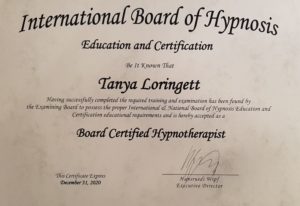 International Board of Hypnosis
Education and Certification
Be It Known That
Tanya Loringett
Having successfully completed the required training and examination has been found by
the Examining Board to possess the proper International & National Board of Hypnosis Education and
Certification educational requirements and is hereby accepted as a
Board Certified Hypnotherapist
This Certificate Expires
December 31, 2020
Wipf
Executive Director